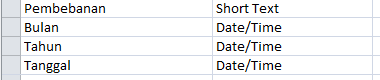 Pembebanan Short Text
Bulan Date/Time
Tahun Date/Time
Tanggal Date/Time